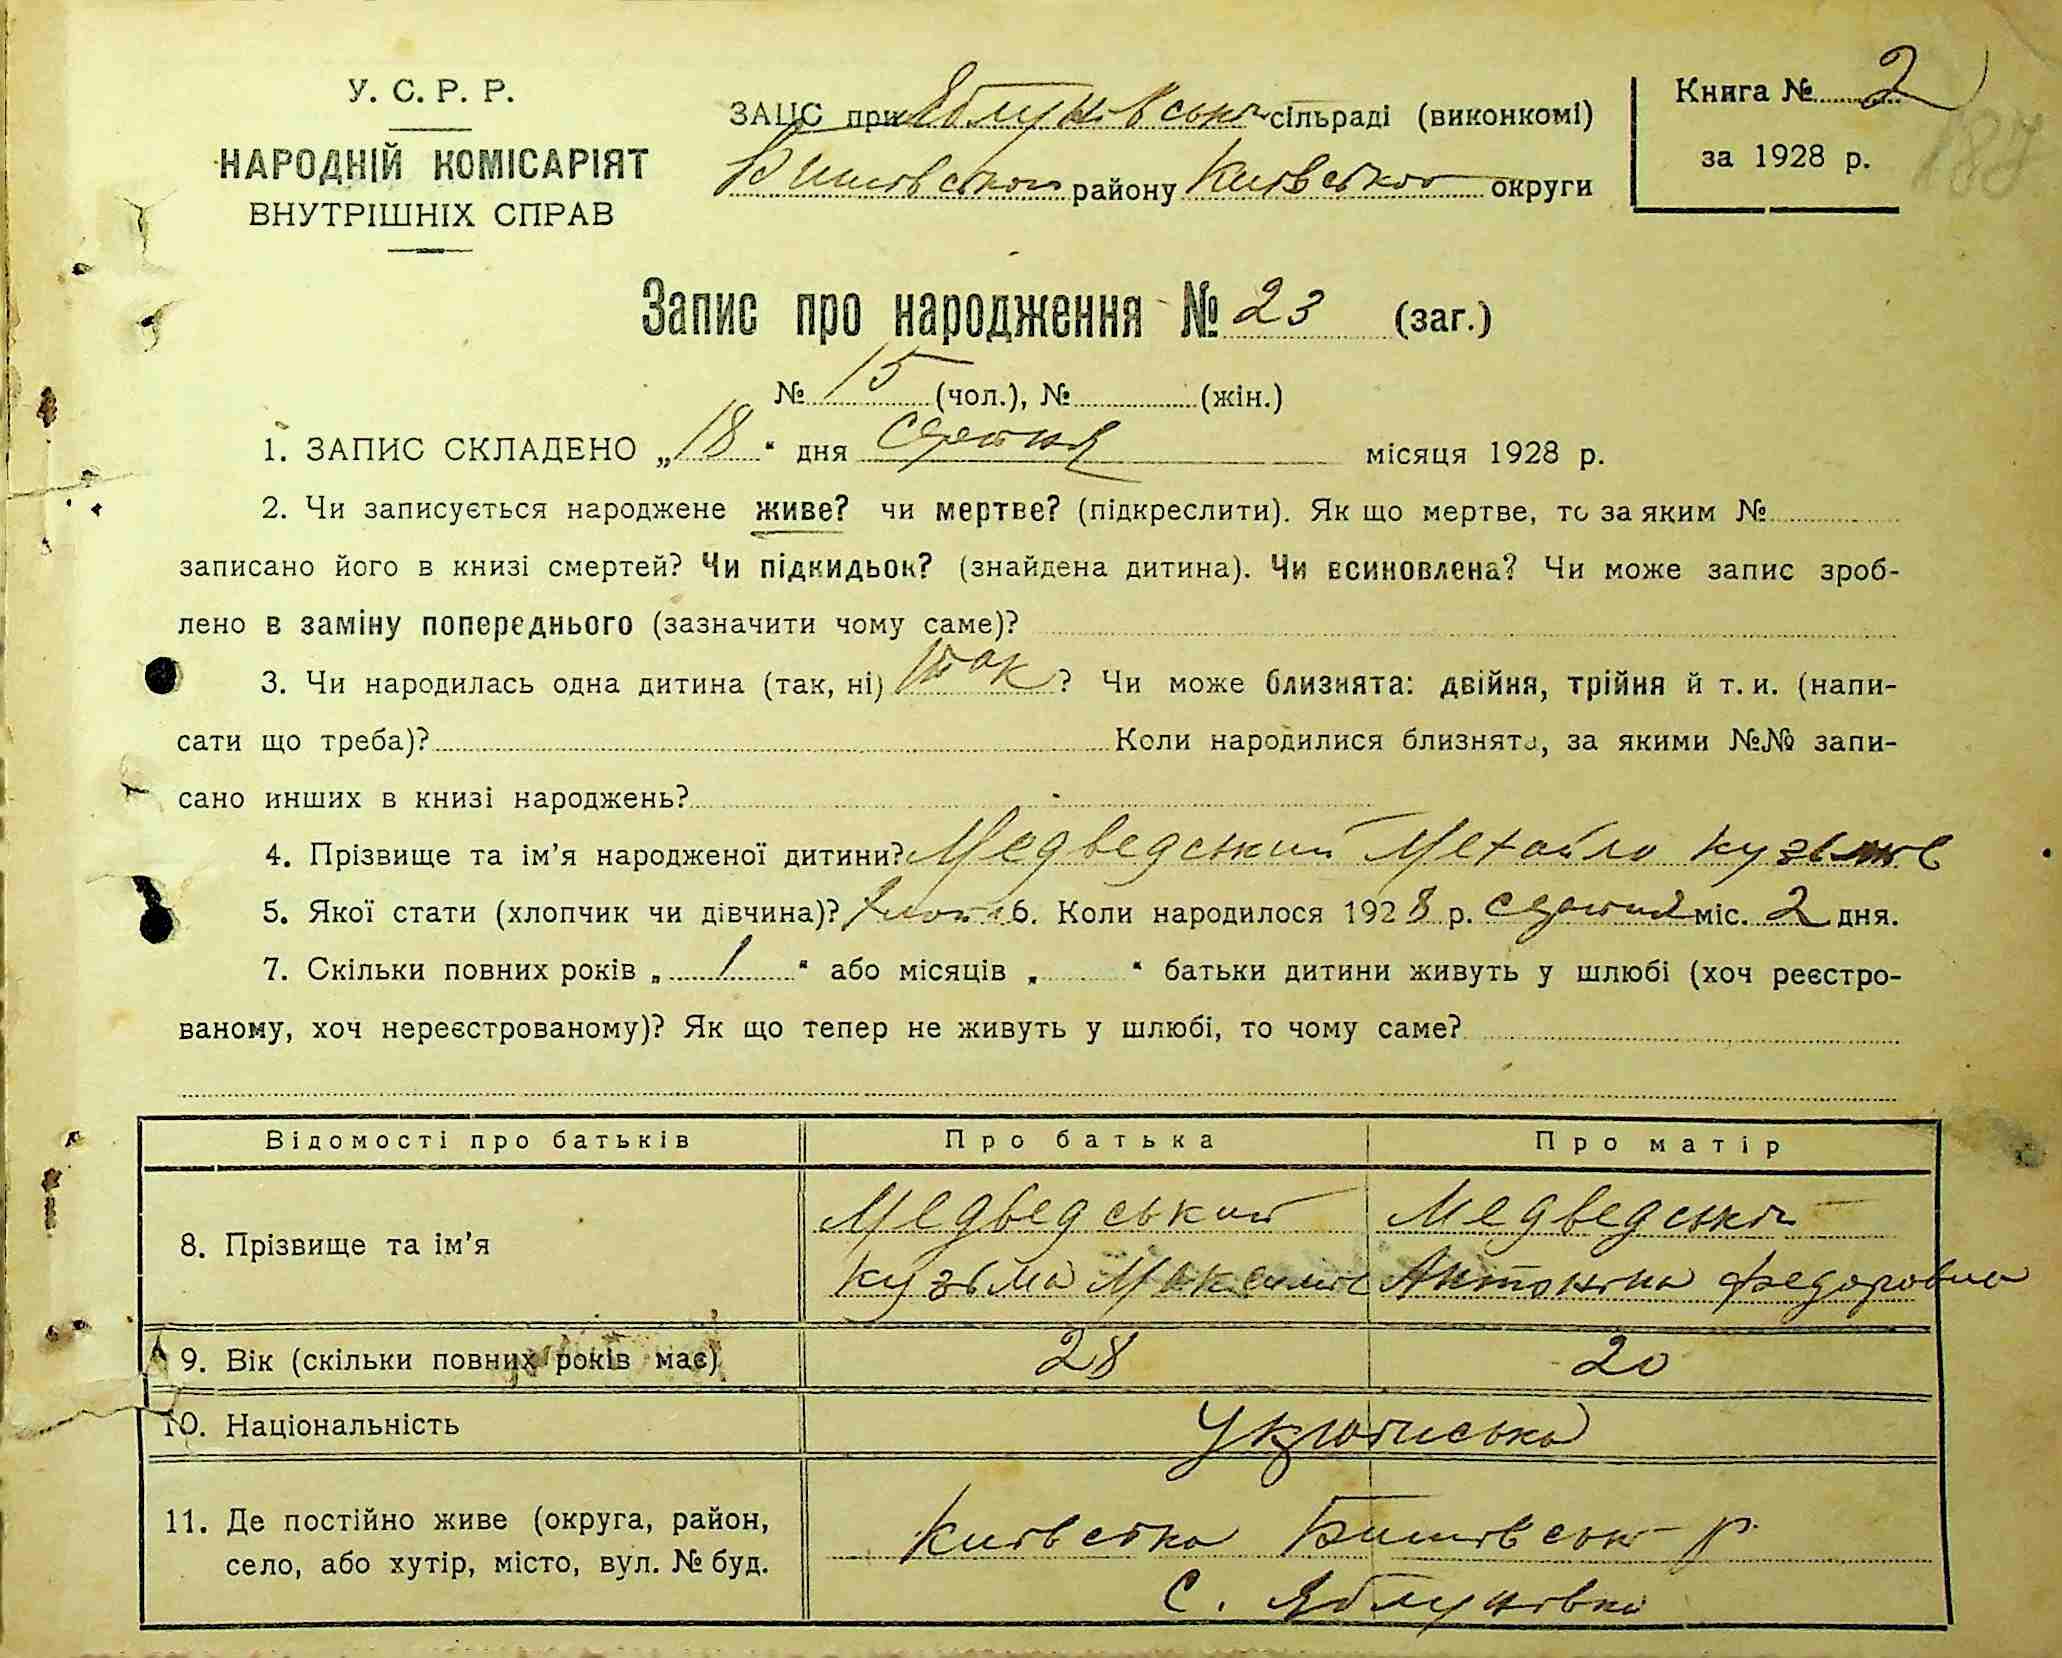 У. С. Р. Р.
НАРОДНІЙ КОМІСАРІЯТ
ВНУТРІШНІХ СПРАВ
ЗАЦС при Яблунівській сільраді (виконкомі)
Бишівського району Київської округи
Книга № 2
за 1928 р.
187
Запис про народження № 23 (заг.)
№ 15 (чол.), № (жін.)
1. ЗАПИС СКЛАДЕНО „18“ дня серпня місяця 1928 р.
2. Чи записується народжене живе? чи мертве? (підкреслити). Як що мертве, то за яким №
записано його в книзі смертей? Чи підкидьок? (знайдена дитина). Чи всиновлена? Чи може запис зроб-
лено в заміну попереднього (зазначити чому саме)?
3. Чи народилась одна дитина (так, ні) так ? Чи може близнята: двійня, трійня й т. и. (напи-
сати що треба)? Коли народилися близнята, за якими №№ запи-
сано инших в книзі народжень?
4. Прізвище та ім'я народженої дитини? Медведський Мехайло Кузьмов
5. Якої стати (хлопчик чи дівчина)? 6. Коли народилося 1928 р. серпня міс. 2 дня.
7. Скільки повних років „ 1 “ або місяців „ “ батьки дитини живуть у шлюбі (хоч реєстро-
ваному, хоч нереєстрованому)? Як що тепер не живуть у шлюбі, то чому саме?
Відомості про батьків Про батька Про матір
8. Прізвище та ім'я Медведський Медведській
Кузьма Максимов Антоніна Федоровна
9. Вік (скільки повних років має) 28 20
10. Національність Українська
11. Де постійно живе (округа, район, Київська Бишівськ р.
село, або хутір, місто, вул. № буд. С. Яблунівка